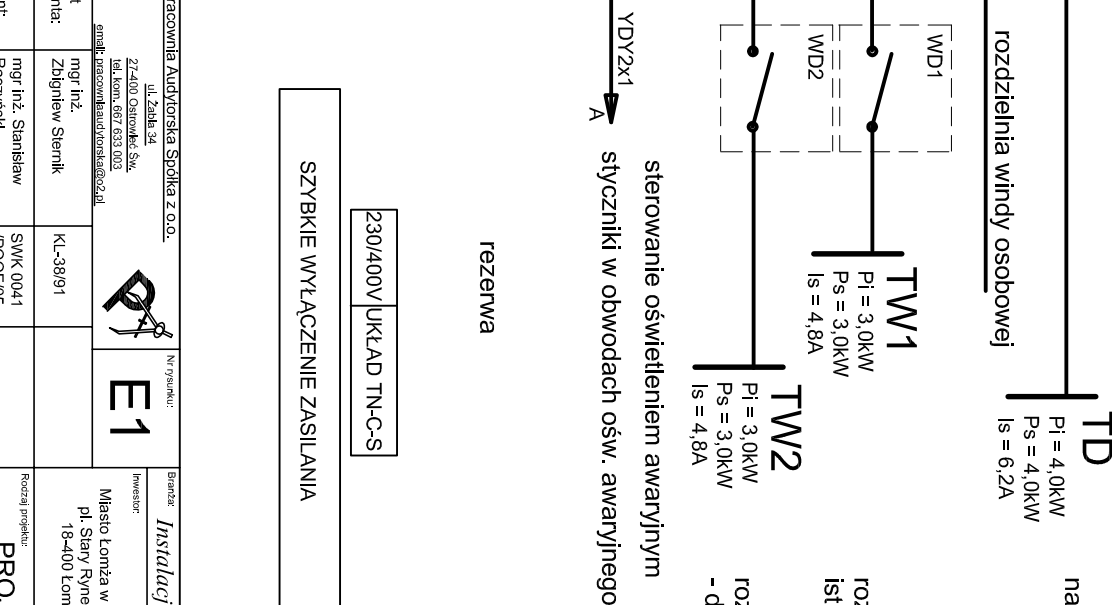 TD
Pi = 4,0kW
Ps = 4,0kW
Is = 6,2A
rozdzielnia windy osobowej
WD1
TW1
Pi = 3,0kW
Ps = 3,0kW
Is = 4,8A
WD2
TW2
Pi = 3,0kW
Ps = 3,0kW
Is = 4,8A
sterowanie oświetleniem awaryjnym
YDY2x1
A
styczniki w obwodach ośw. awaryjnego
rezerwa
230/400V UKŁAD TN-C-S
SZYBKIE WYŁĄCZENIE ZASILANIA
racownia Audytorska Spółka z o.o.
ul. Żabia 34
27-400 Ostrowiec Św.
tel. kom. 667 633 003
email: pracowniaaudytorska@o2.pl
Nr rysunku:
E1
Branża:
Instalacj
Inwestor:
Miasto Łomża w
pl. Stary Ryne
18-400 Łom
mgr inż.
Zbigniew Sternik
KL-38/91
Rodzaj projektu:
PRO
mgr inż. Stanisław
SWK 0041